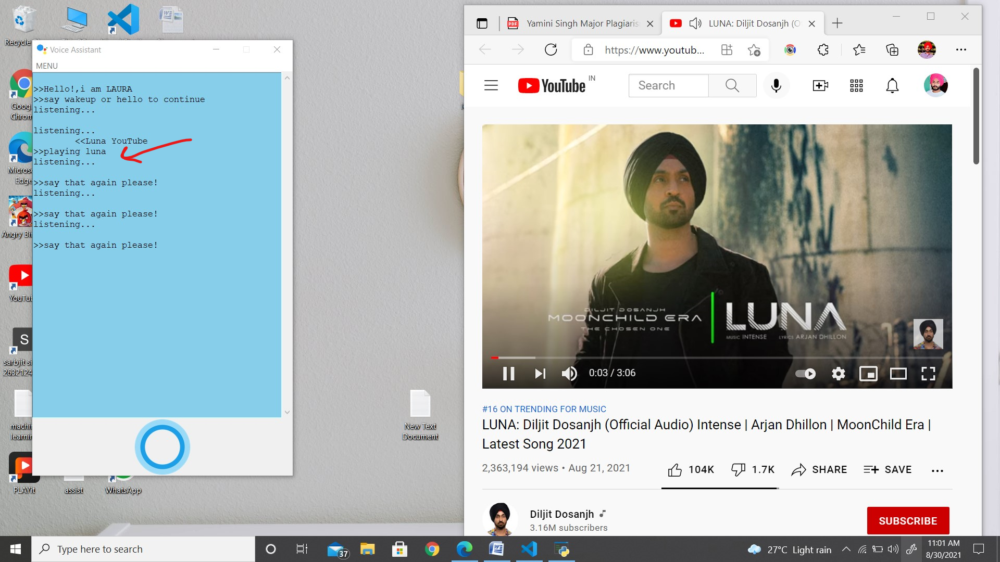 Recycle
Googl
Chrom
Micros
Edge
Angry Bi
YouTu
S
sarbjit si
2632124
machi
learnin
PLAYit
assist
WhatsApp
New Text
Document
Voice Assistant
MENU
>>Hello!,i am LAURA
>>say wakeup or hello to continue
listening...
listening...
<<Luna YouTube
>>playing luna
listening...
>>say that again please!
listening...
>>say that again please!
listening...
>>say that again please!
PDF
Yamini Singh Major Plagiaris
LUNA: Diljit Dosanjh (O
https://www.youtub...
YouTube IN
Search
DILJIT DOSANJH
MOONCHILD ERA
THE CHOSEN ONE
LUNA
MUSIC INTENSE LYRICS ARJAN DHILLON
0:03 / 3:06
#16 ON TRENDING FOR MUSIC
LUNA: Diljit Dosanjh (Official Audio) Intense | Arjan Dhillon | MoonChild Era |
Latest Song 2021
2,363,194 views • Aug 21, 2021
104K
1.7K
SHARE
SAVE
Diljit Dosanjh
3.16M subscribers
SUBSCRIBE
Type here to search
37
27°C Light rain
11:01 AM
8/30/2021